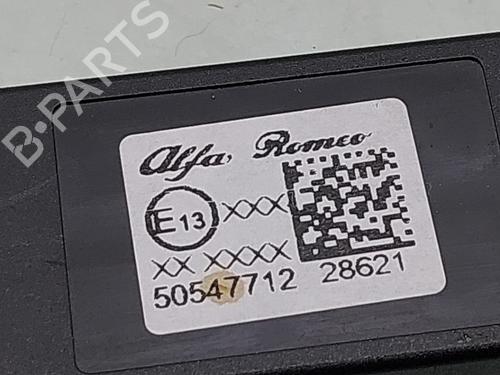 B-PARTS
Alfa Romeo
E13 XXX
XX XXXX
50547712 28621